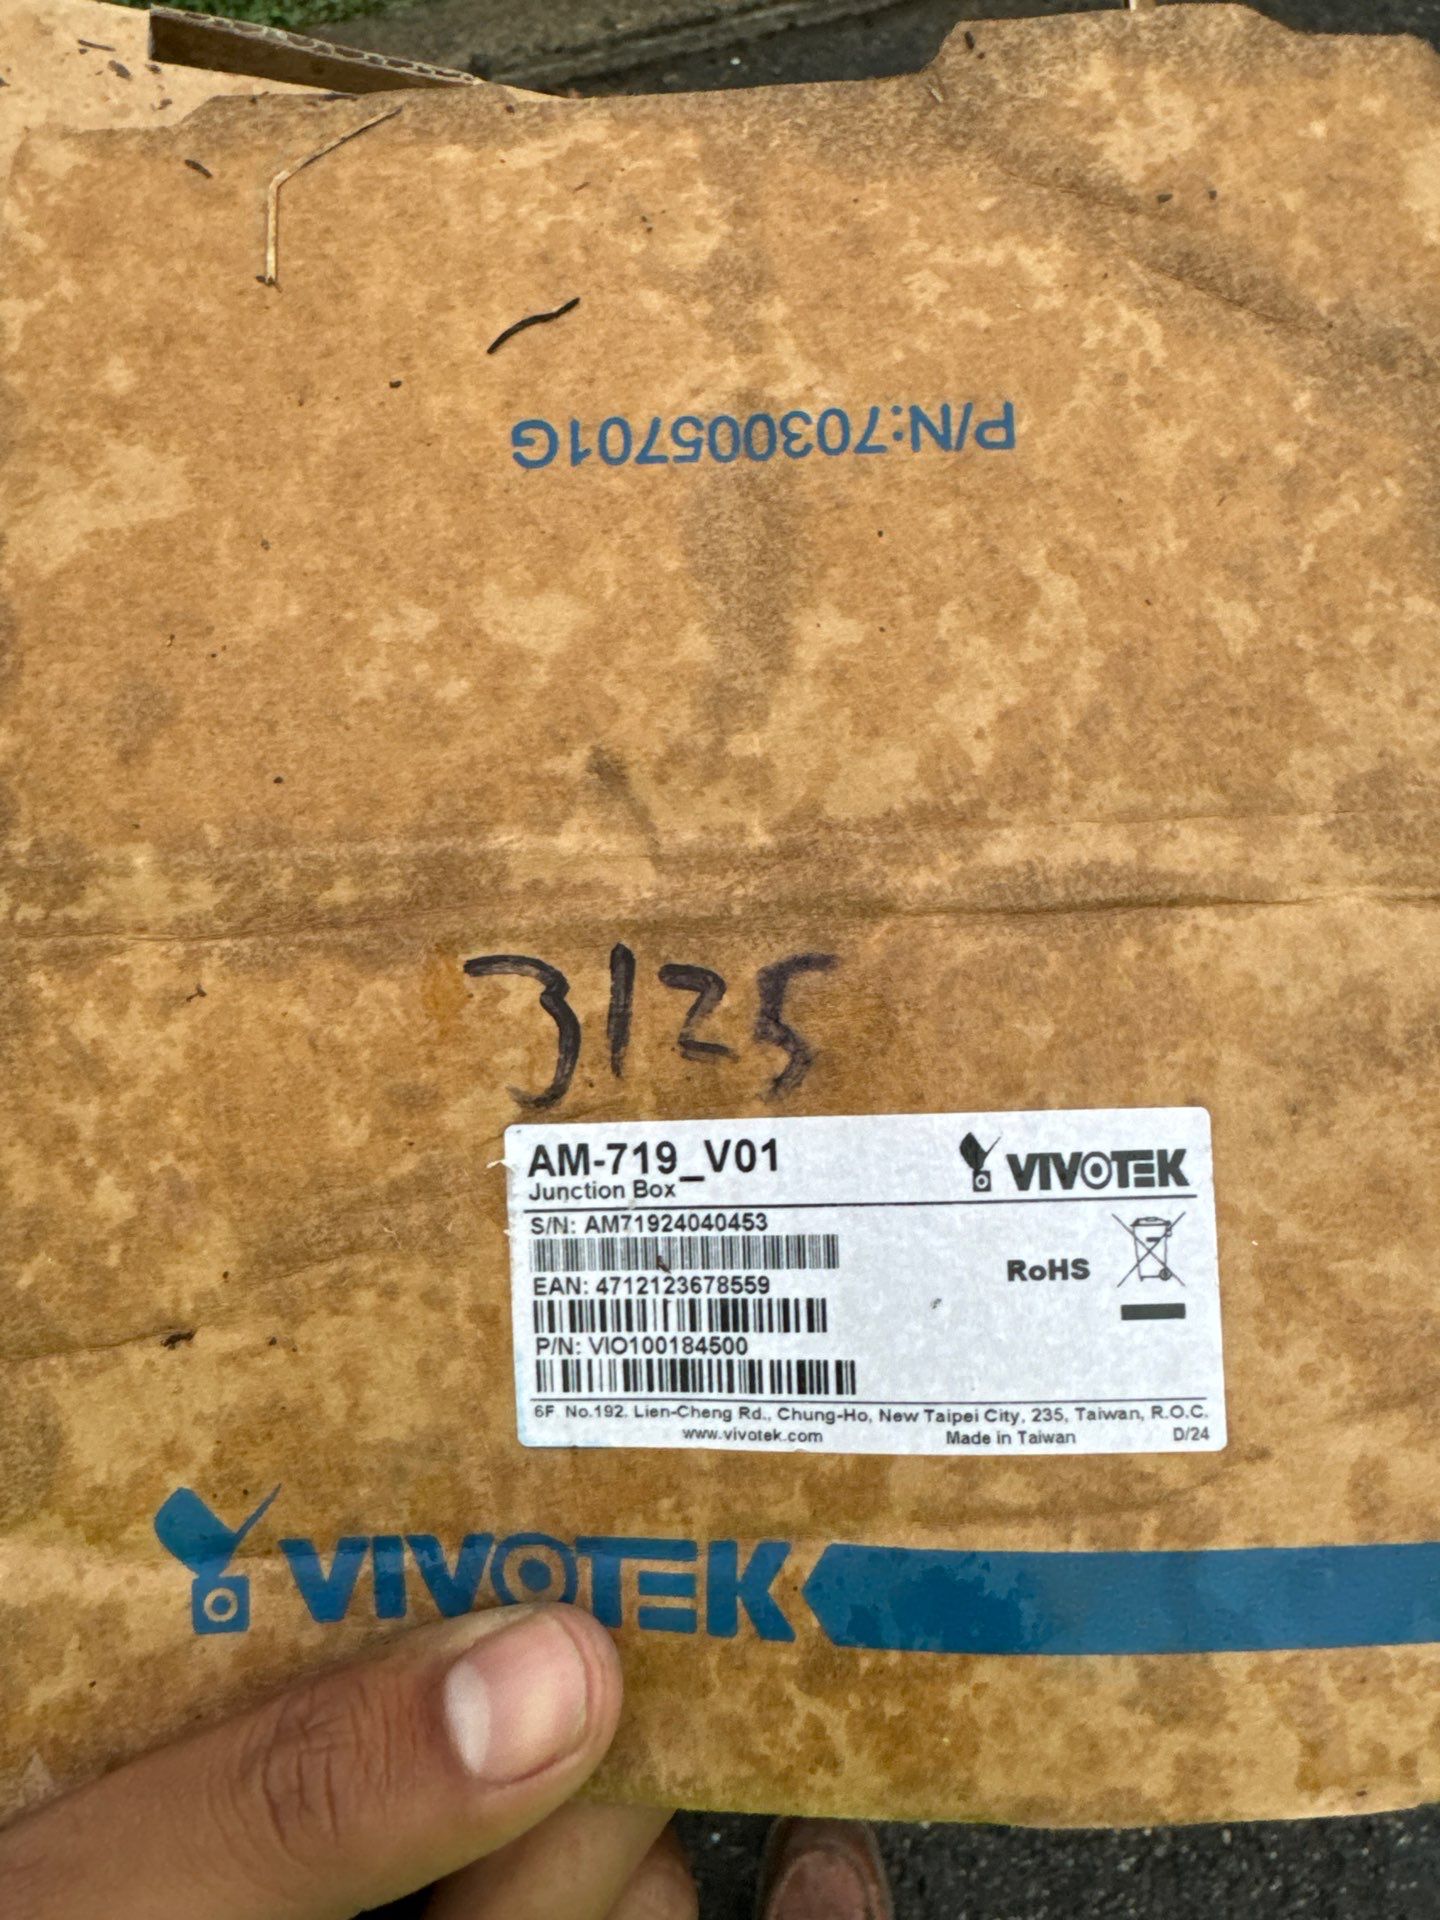 P/N:703005701G
3125
AM-719_V01
VIVOTEK
Junction Box
S/N: AM71924040453
RoHS
EAN: 4712123678559
P/N: VIO100184500
6F. No.192. Lien-Cheng Rd., Chung-Ho, New Taipei City, 235, Taiwan, R.O.C.
www.vivotek.com Made in Taiwan D/24
VIVOTEK